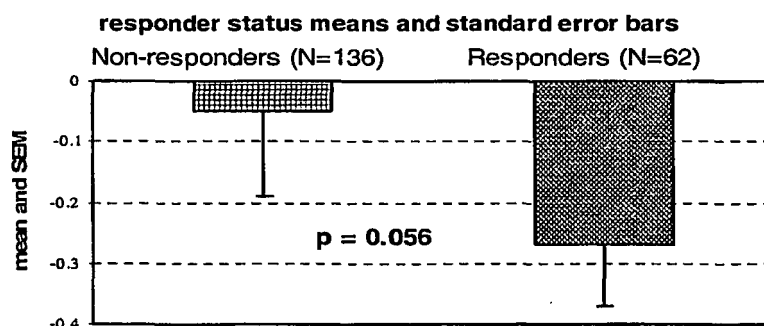 responder status means and standard error bars
Non-responders (N=136) Responders (N=62)
0
-0.1
-0.2
-0.3
-0.4
mean and SEM
p = 0.056